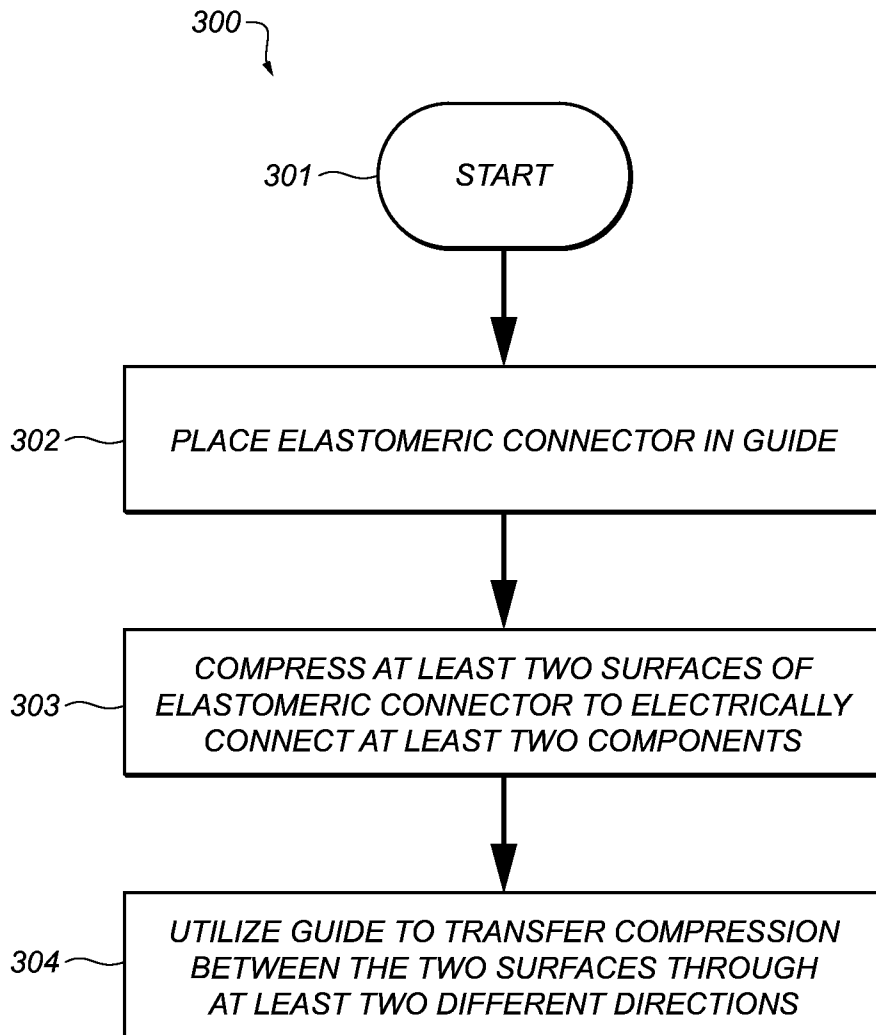 300
301
START
302
PLACE ELASTOMERIC CONNECTOR IN GUIDE
303
COMPRESS AT LEAST TWO SURFACES OF
ELASTOMERIC CONNECTOR TO ELECTRICALLY
CONNECT AT LEAST TWO COMPONENTS
304
UTILIZE GUIDE TO TRANSFER COMPRESSION
BETWEEN THE TWO SURFACES THROUGH
AT LEAST TWO DIFFERENT DIRECTIONS